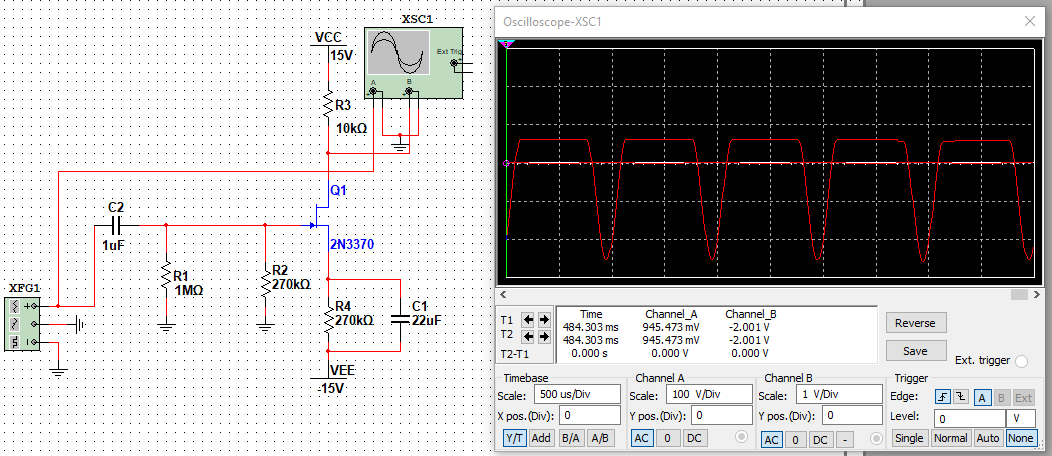 XSC1
Ext Trig
A
B
VCC
15V
R3
10kΩ
Q1
2N3370
C2
1uF
R1
1MΩ
R2
270kΩ
R4
270kΩ
C1
22uF
VEE
-15V
XFG1
Oscilloscope-XSC1
Time Channel_A Channel_B
T1 484.303 ms 945.473 mV -2.001 V
T2 484.303 ms 945.473 mV -2.001 V
T2-T1 0.000 s 0.000 V 0.000 V
Reverse
Save
Ext. trigger
Timebase
Scale: 500 us/Div
X pos.(Div): 0
Y/T Add B/A A/B
Channel A
Scale: 100 V/Div
Y pos.(Div): 0
AC 0 DC
Channel B
Scale: 1 V/Div
Y pos.(Div): 0
AC 0 DC -
Trigger
Edge: A B Ext
Level: 0 V
Single Normal Auto None